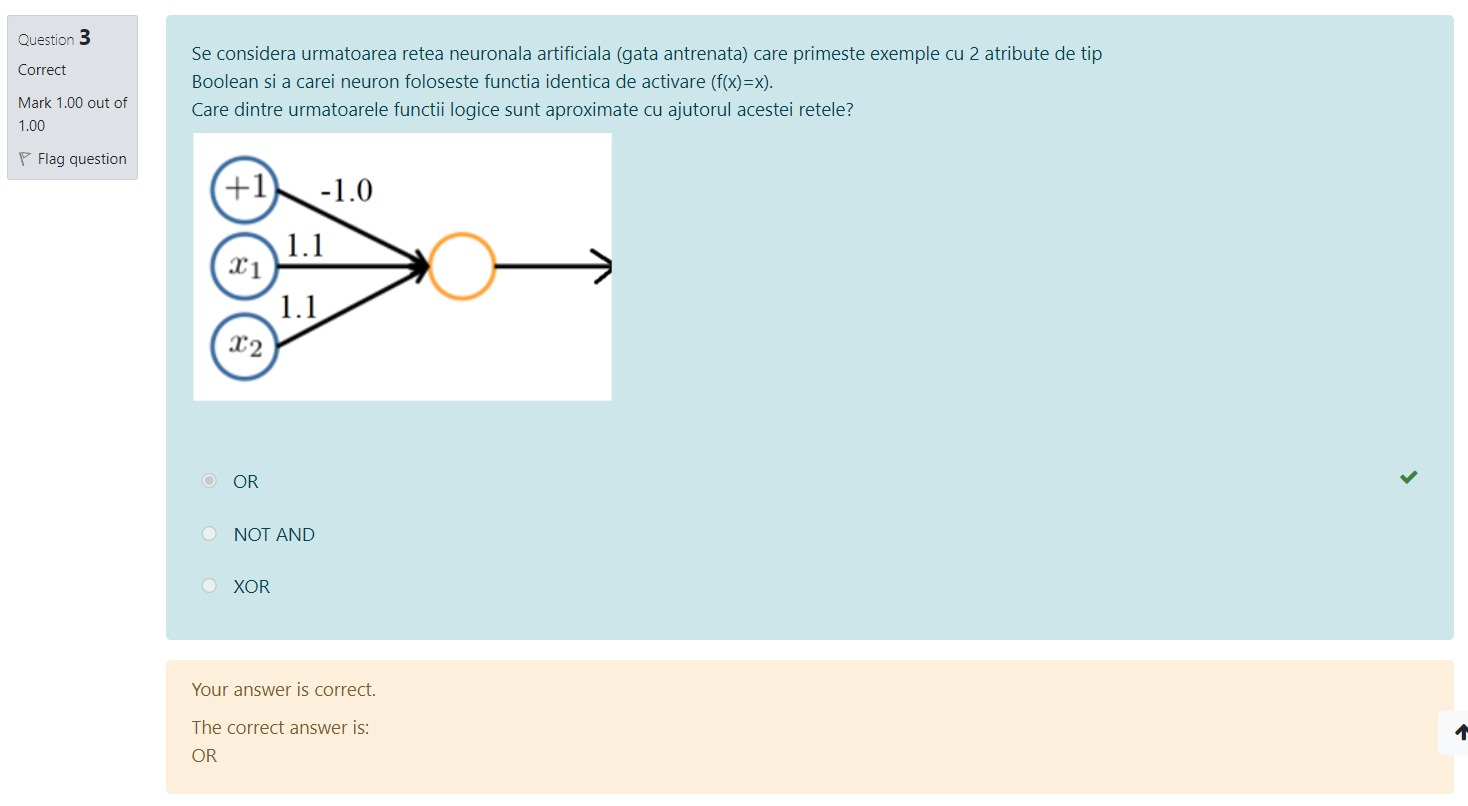 Question 3
Correct
Mark 1.00 out of
1.00
Flag question
Se considera urmatoarea retea neuronala artificiala (gata antrenata) care primeste exemple cu 2 atribute de tip
Boolean si a carei neuron foloseste functia identica de activare (f(x)=x).
Care dintre urmatoarele functii logice sunt aproximate cu ajutorul acestei retele?
+1
-1.0
x1
1.1
x2
1.1
OR
NOT AND
XOR
Your answer is correct.
The correct answer is:
OR